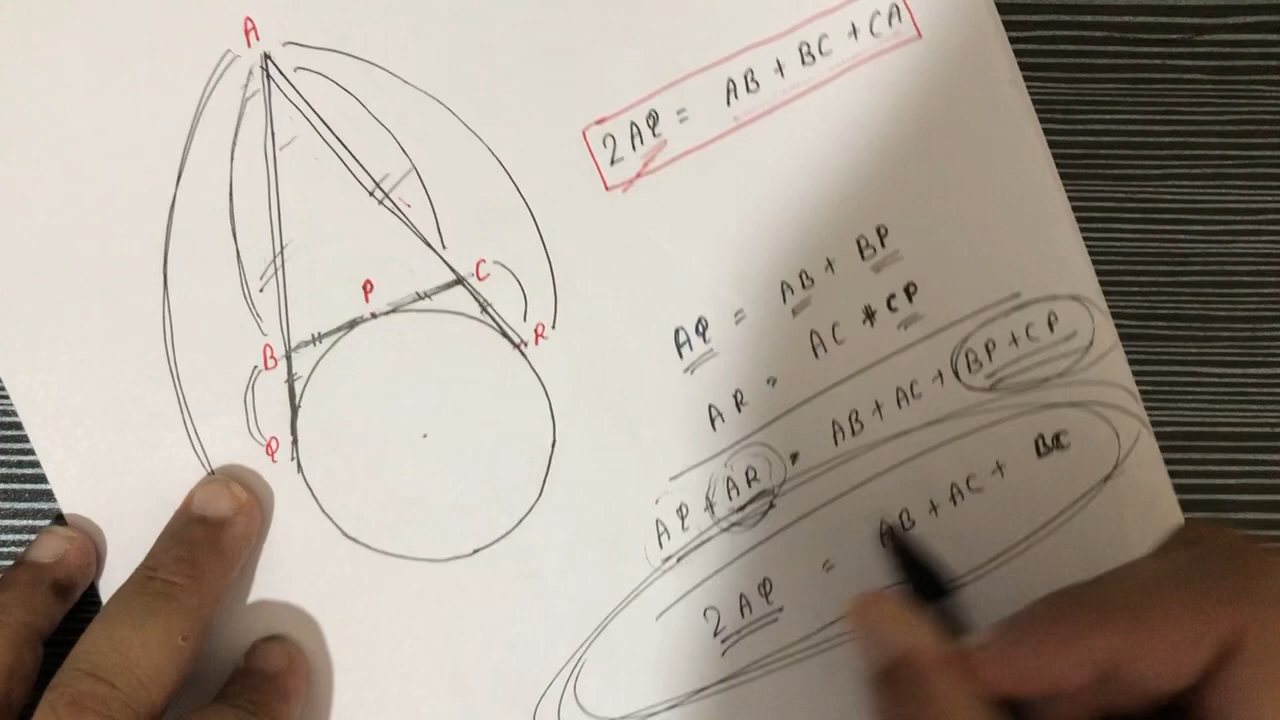 A
2AQ = AB + BC + CA
AQ = AB + BP
AR = AC + CP
AQ + AR = AB + AC + BP + CP
2AQ = AB + AC + BC
P
C
B
R
Q